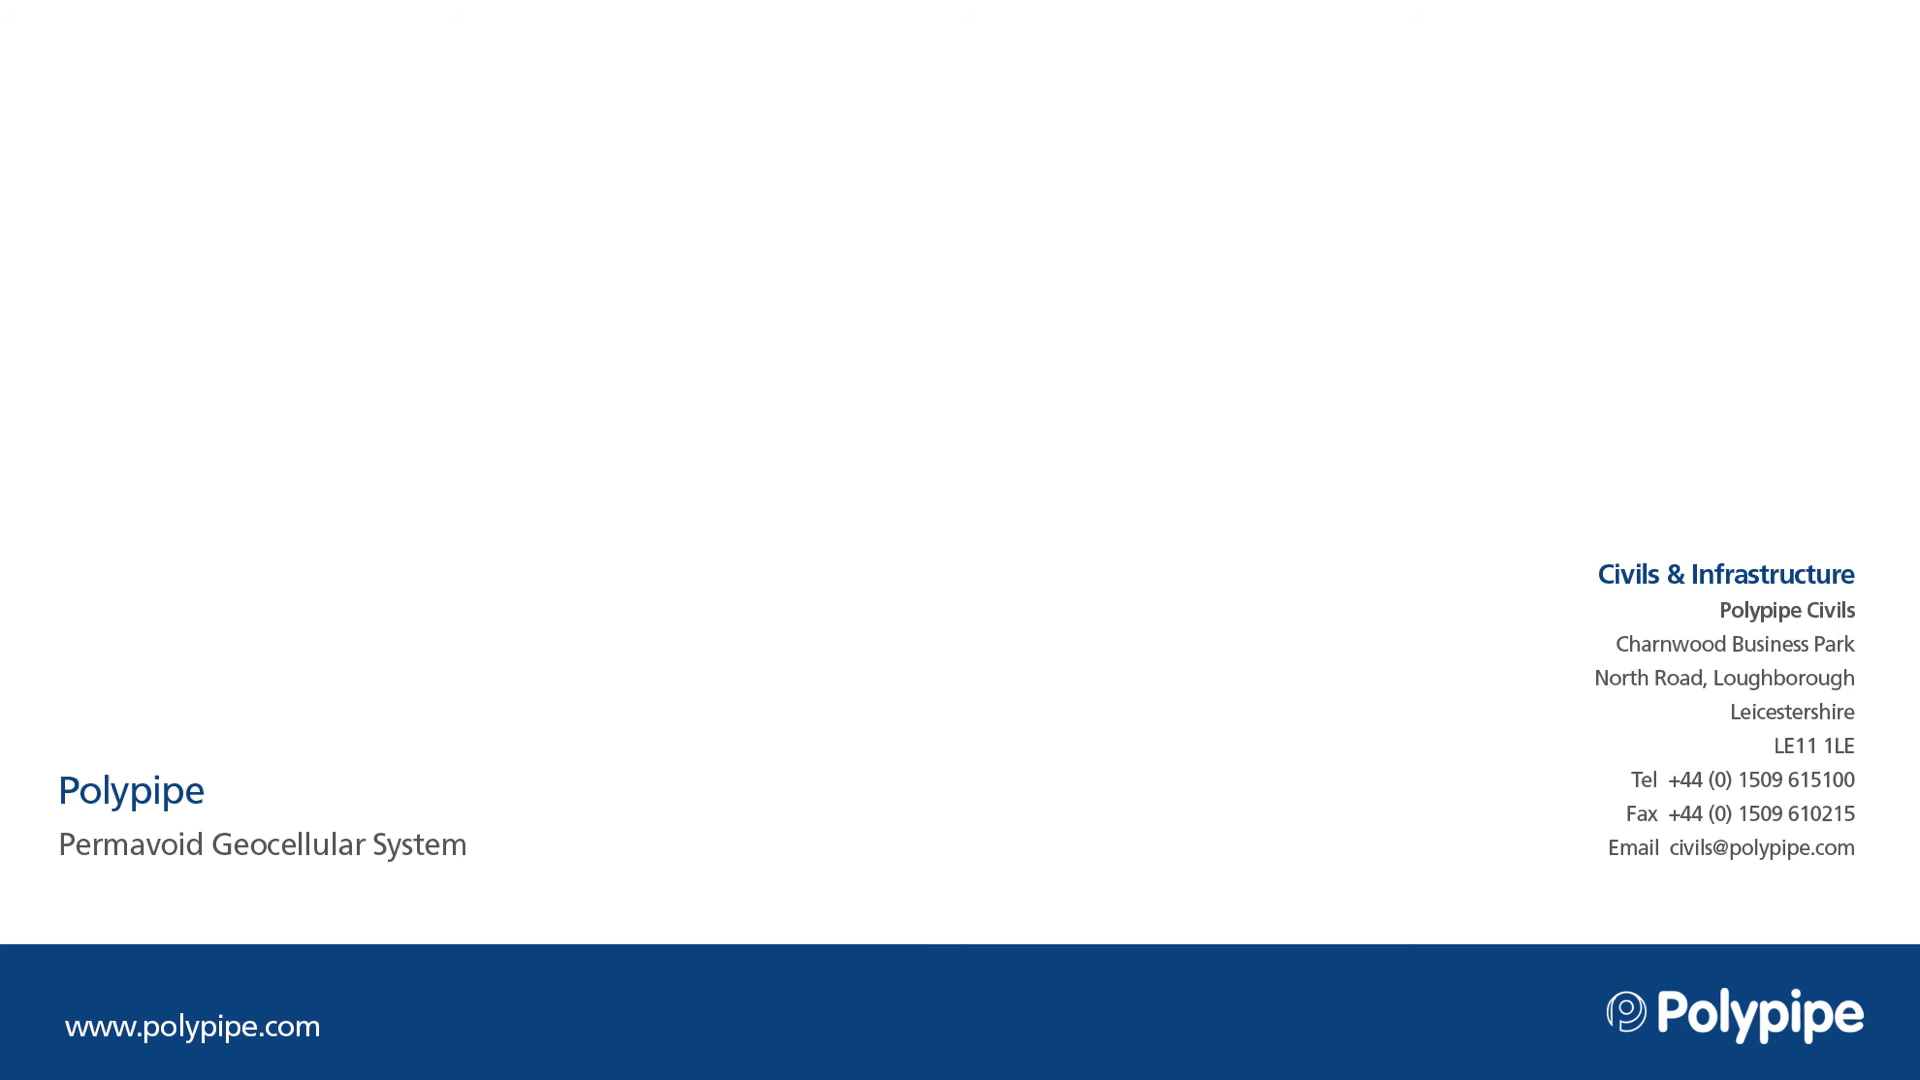 Civils & Infrastructure
Polypipe Civils
Charnwood Business Park
North Road, Loughborough
Leicestershire
LE11 1LE
Tel +44 (0) 1509 615100
Fax +44 (0) 1509 610215
Email civils@polypipe.com
Polypipe
Permavoid Geocellular System
www.polypipe.com
Polypipe